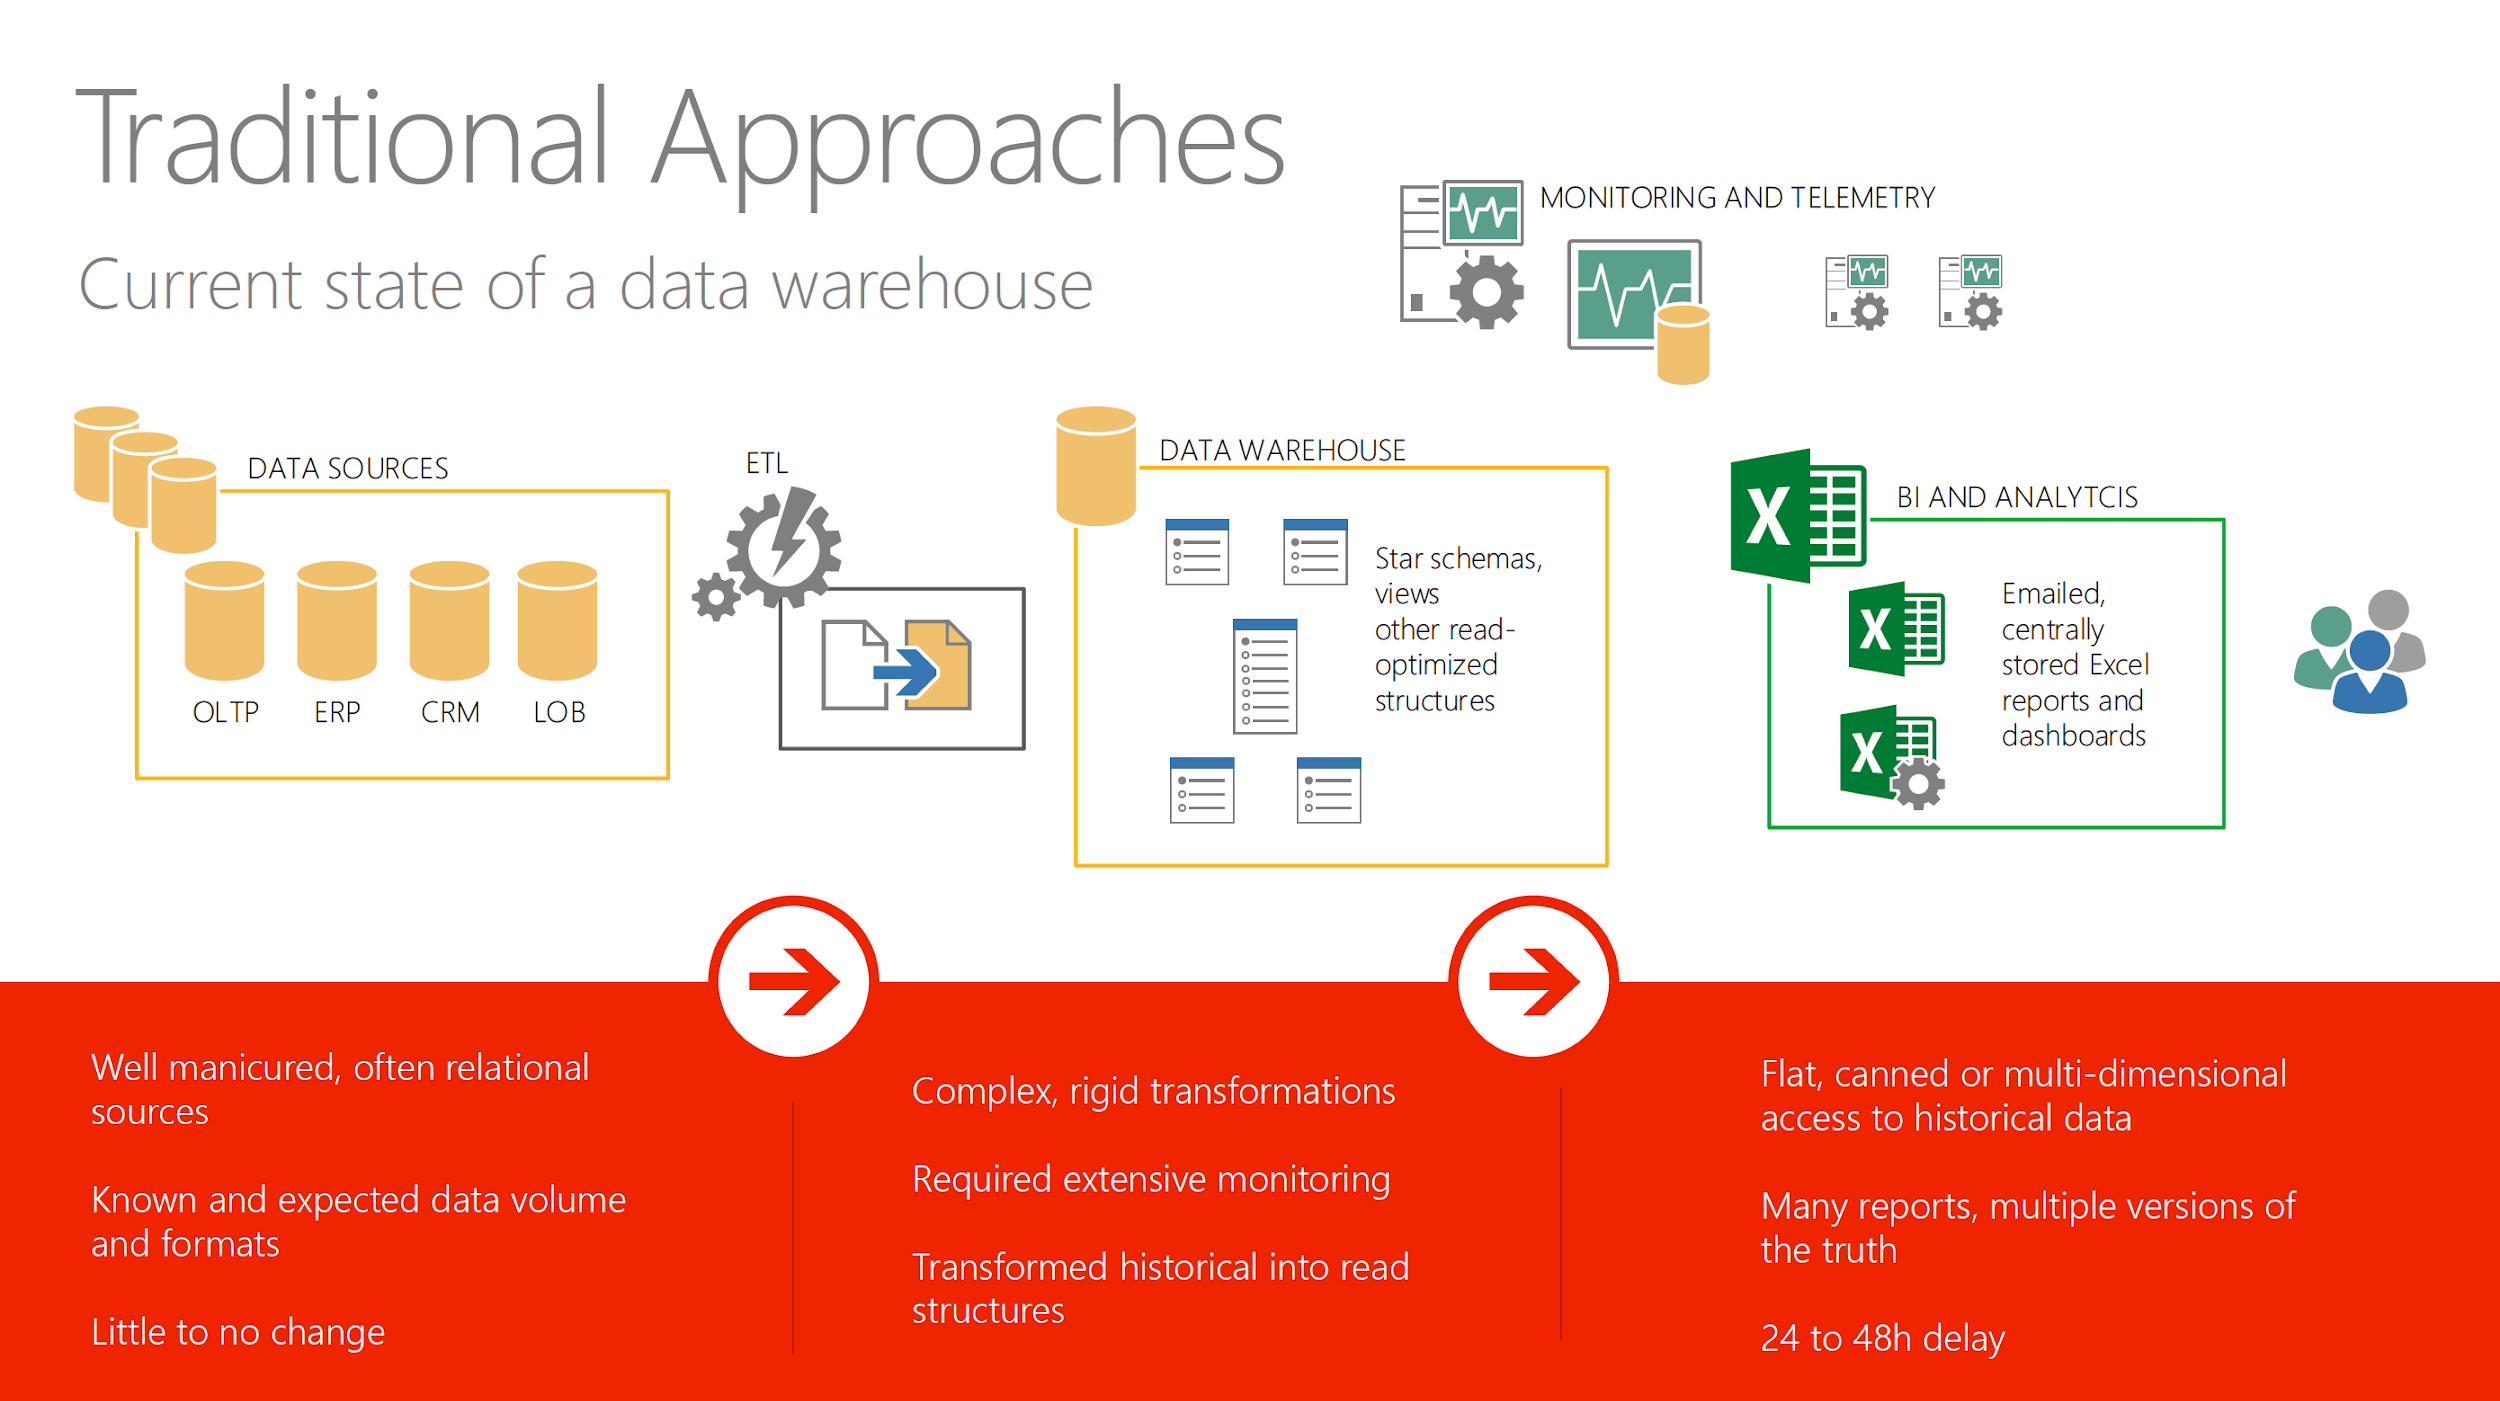 Traditional Approaches
Current state of a data warehouse
MONITORING AND TELEMETRY
DATA SOURCES
OLTP
ERP
CRM
LOB
ETL
DATA WAREHOUSE
Star schemas,
views
other read-
optimized
structures
BI AND ANALYTCIS
Emailed,
centrally
stored Excel
reports and
dashboards
Well manicured, often relational
sources
Known and expected data volume
and formats
Little to no change
Complex, rigid transformations
Required extensive monitoring
Transformed historical into read
structures
Flat, canned or multi-dimensional
access to historical data
Many reports, multiple versions of
the truth
24 to 48h delay